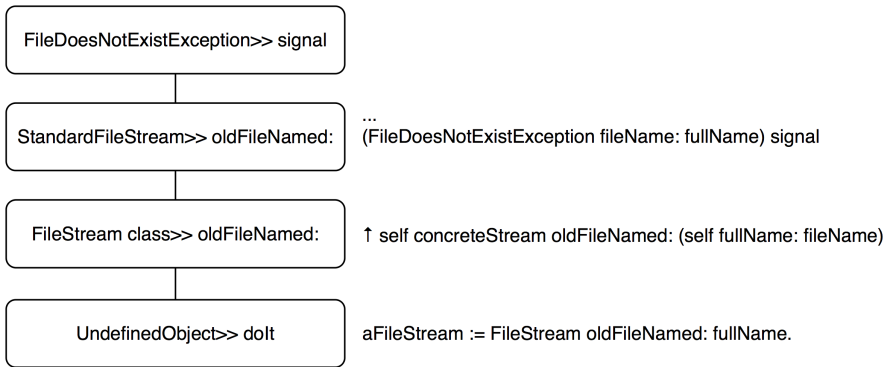 FileDoesNotExistException>> signal
StandardFileStream>> oldFileNamed:
...
(FileDoesNotExistException fileName: fullName) signal
FileStream class>> oldFileNamed:
↑ self concreteStream oldFileNamed: (self fullName: fileName)
UndefinedObject>> doIt
aFileStream := FileStream oldFileNamed: fullName.